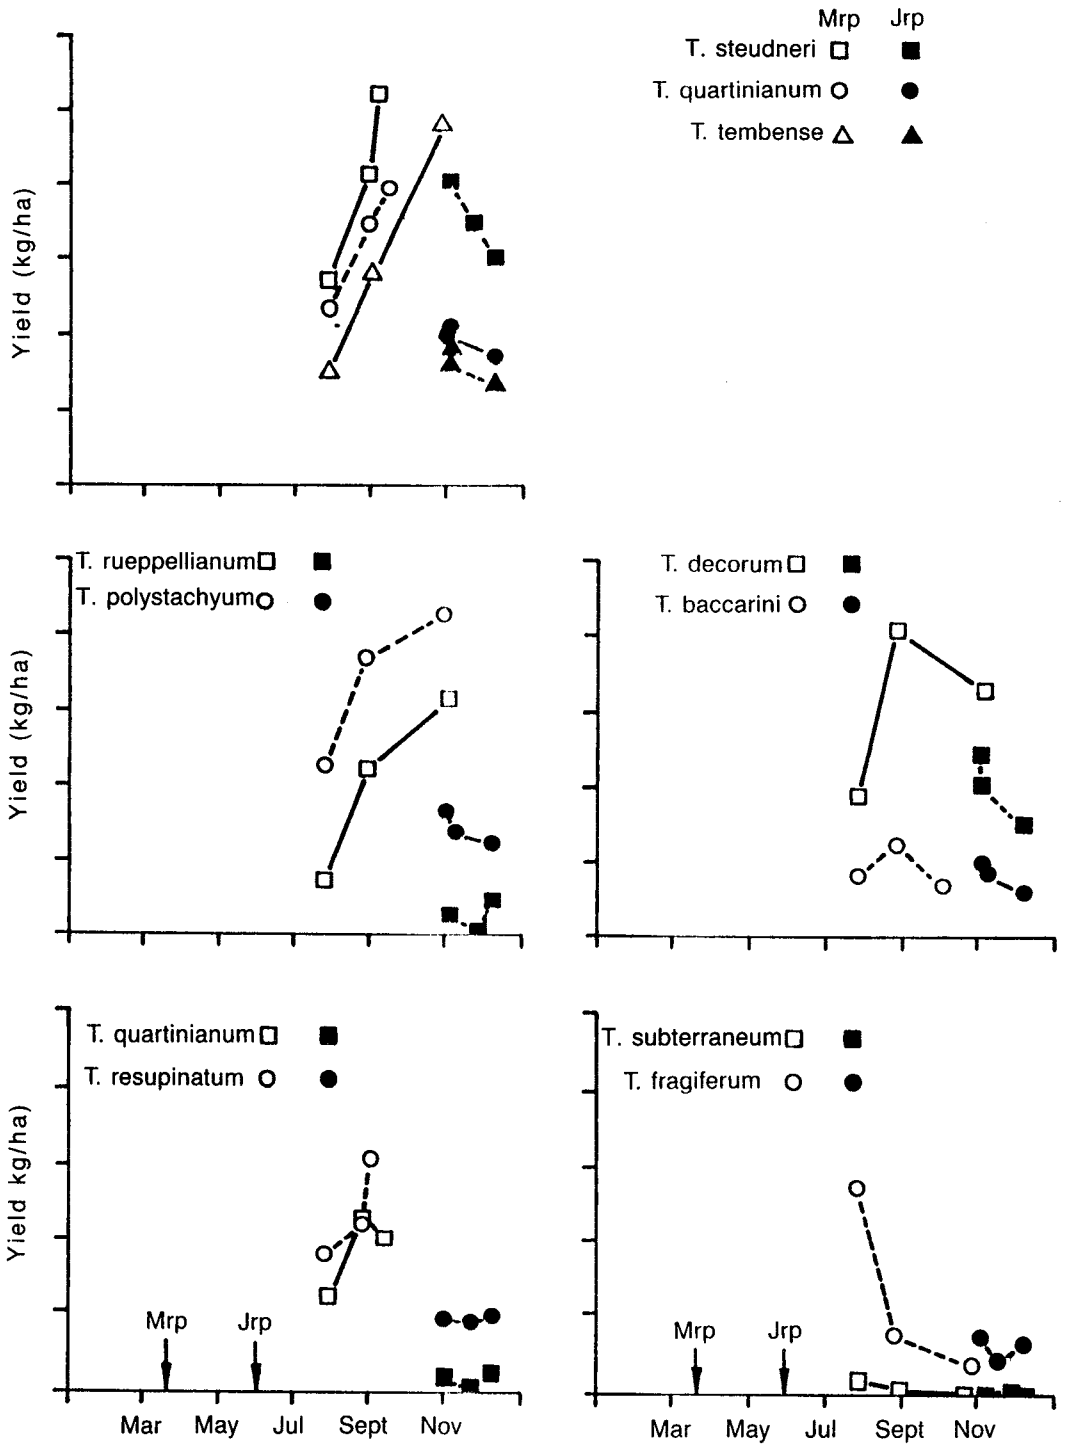 Mrp Jrp
T. steudneri
T. quartinianum
T. tembense
Yield (kg/ha)
T. rueppellianum
T. polystachyum
Yield (kg/ha)
T. decorum
T. baccarini
T. quartinianum
T. resupinatum
Yield kg/ha)
Mrp Jrp
Mar May Jul Sept Nov
T. subterraneum
T. fragiferum
Mrp Jrp
Mar May Jul Sept Nov